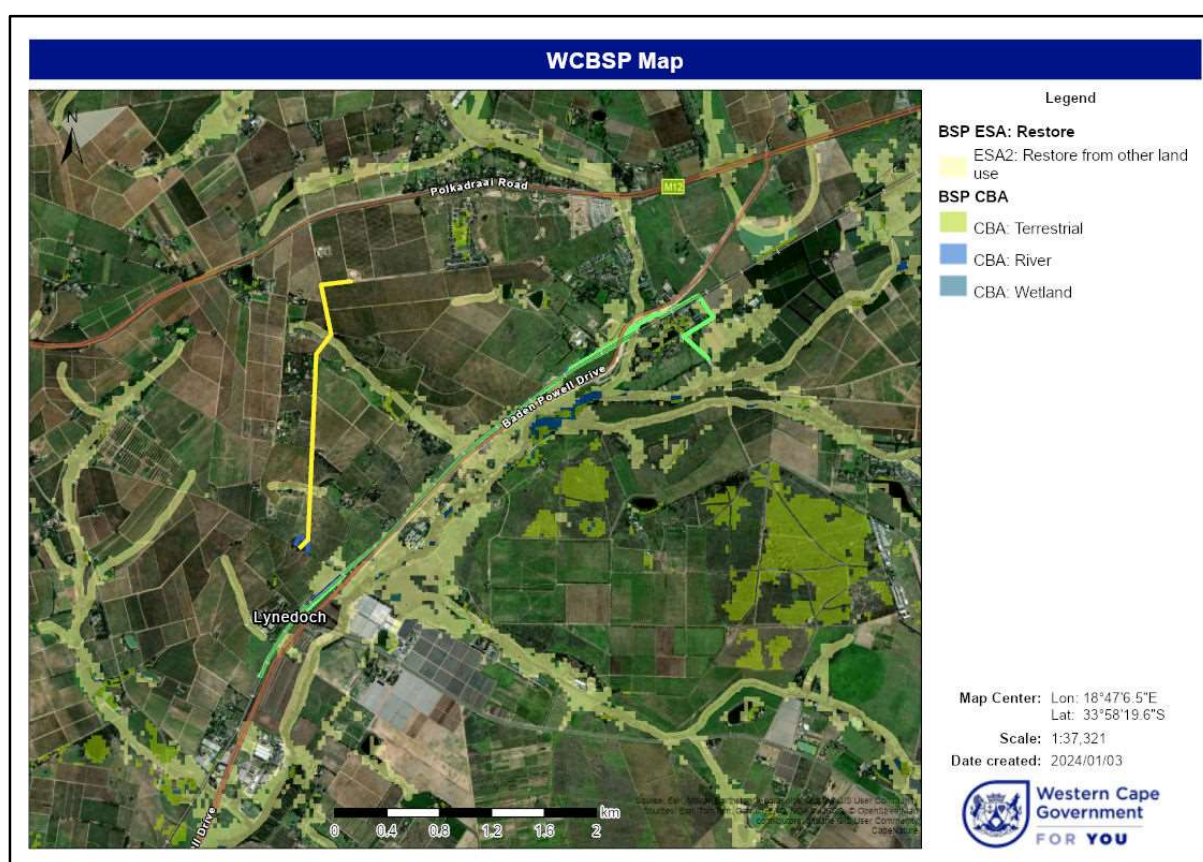 WCBSP Map
Legend
BSP ESA: Restore
ESA2: Restore from other land
use
BSP CBA
CBA: Terrestrial
CBA: River
CBA: Wetland
N
Polkadraai Road
M12
Baden Powell Drive
Lynedoch
ll Drive
km
0 0.4 0.8 1.2 1.6 2
Map Center: Lon: 18°47'6.5"E
Lat: 33°58'19.6"S
Scale: 1:37,321
Date created: 2024/01/03
Western Cape
Government
FOR YOU